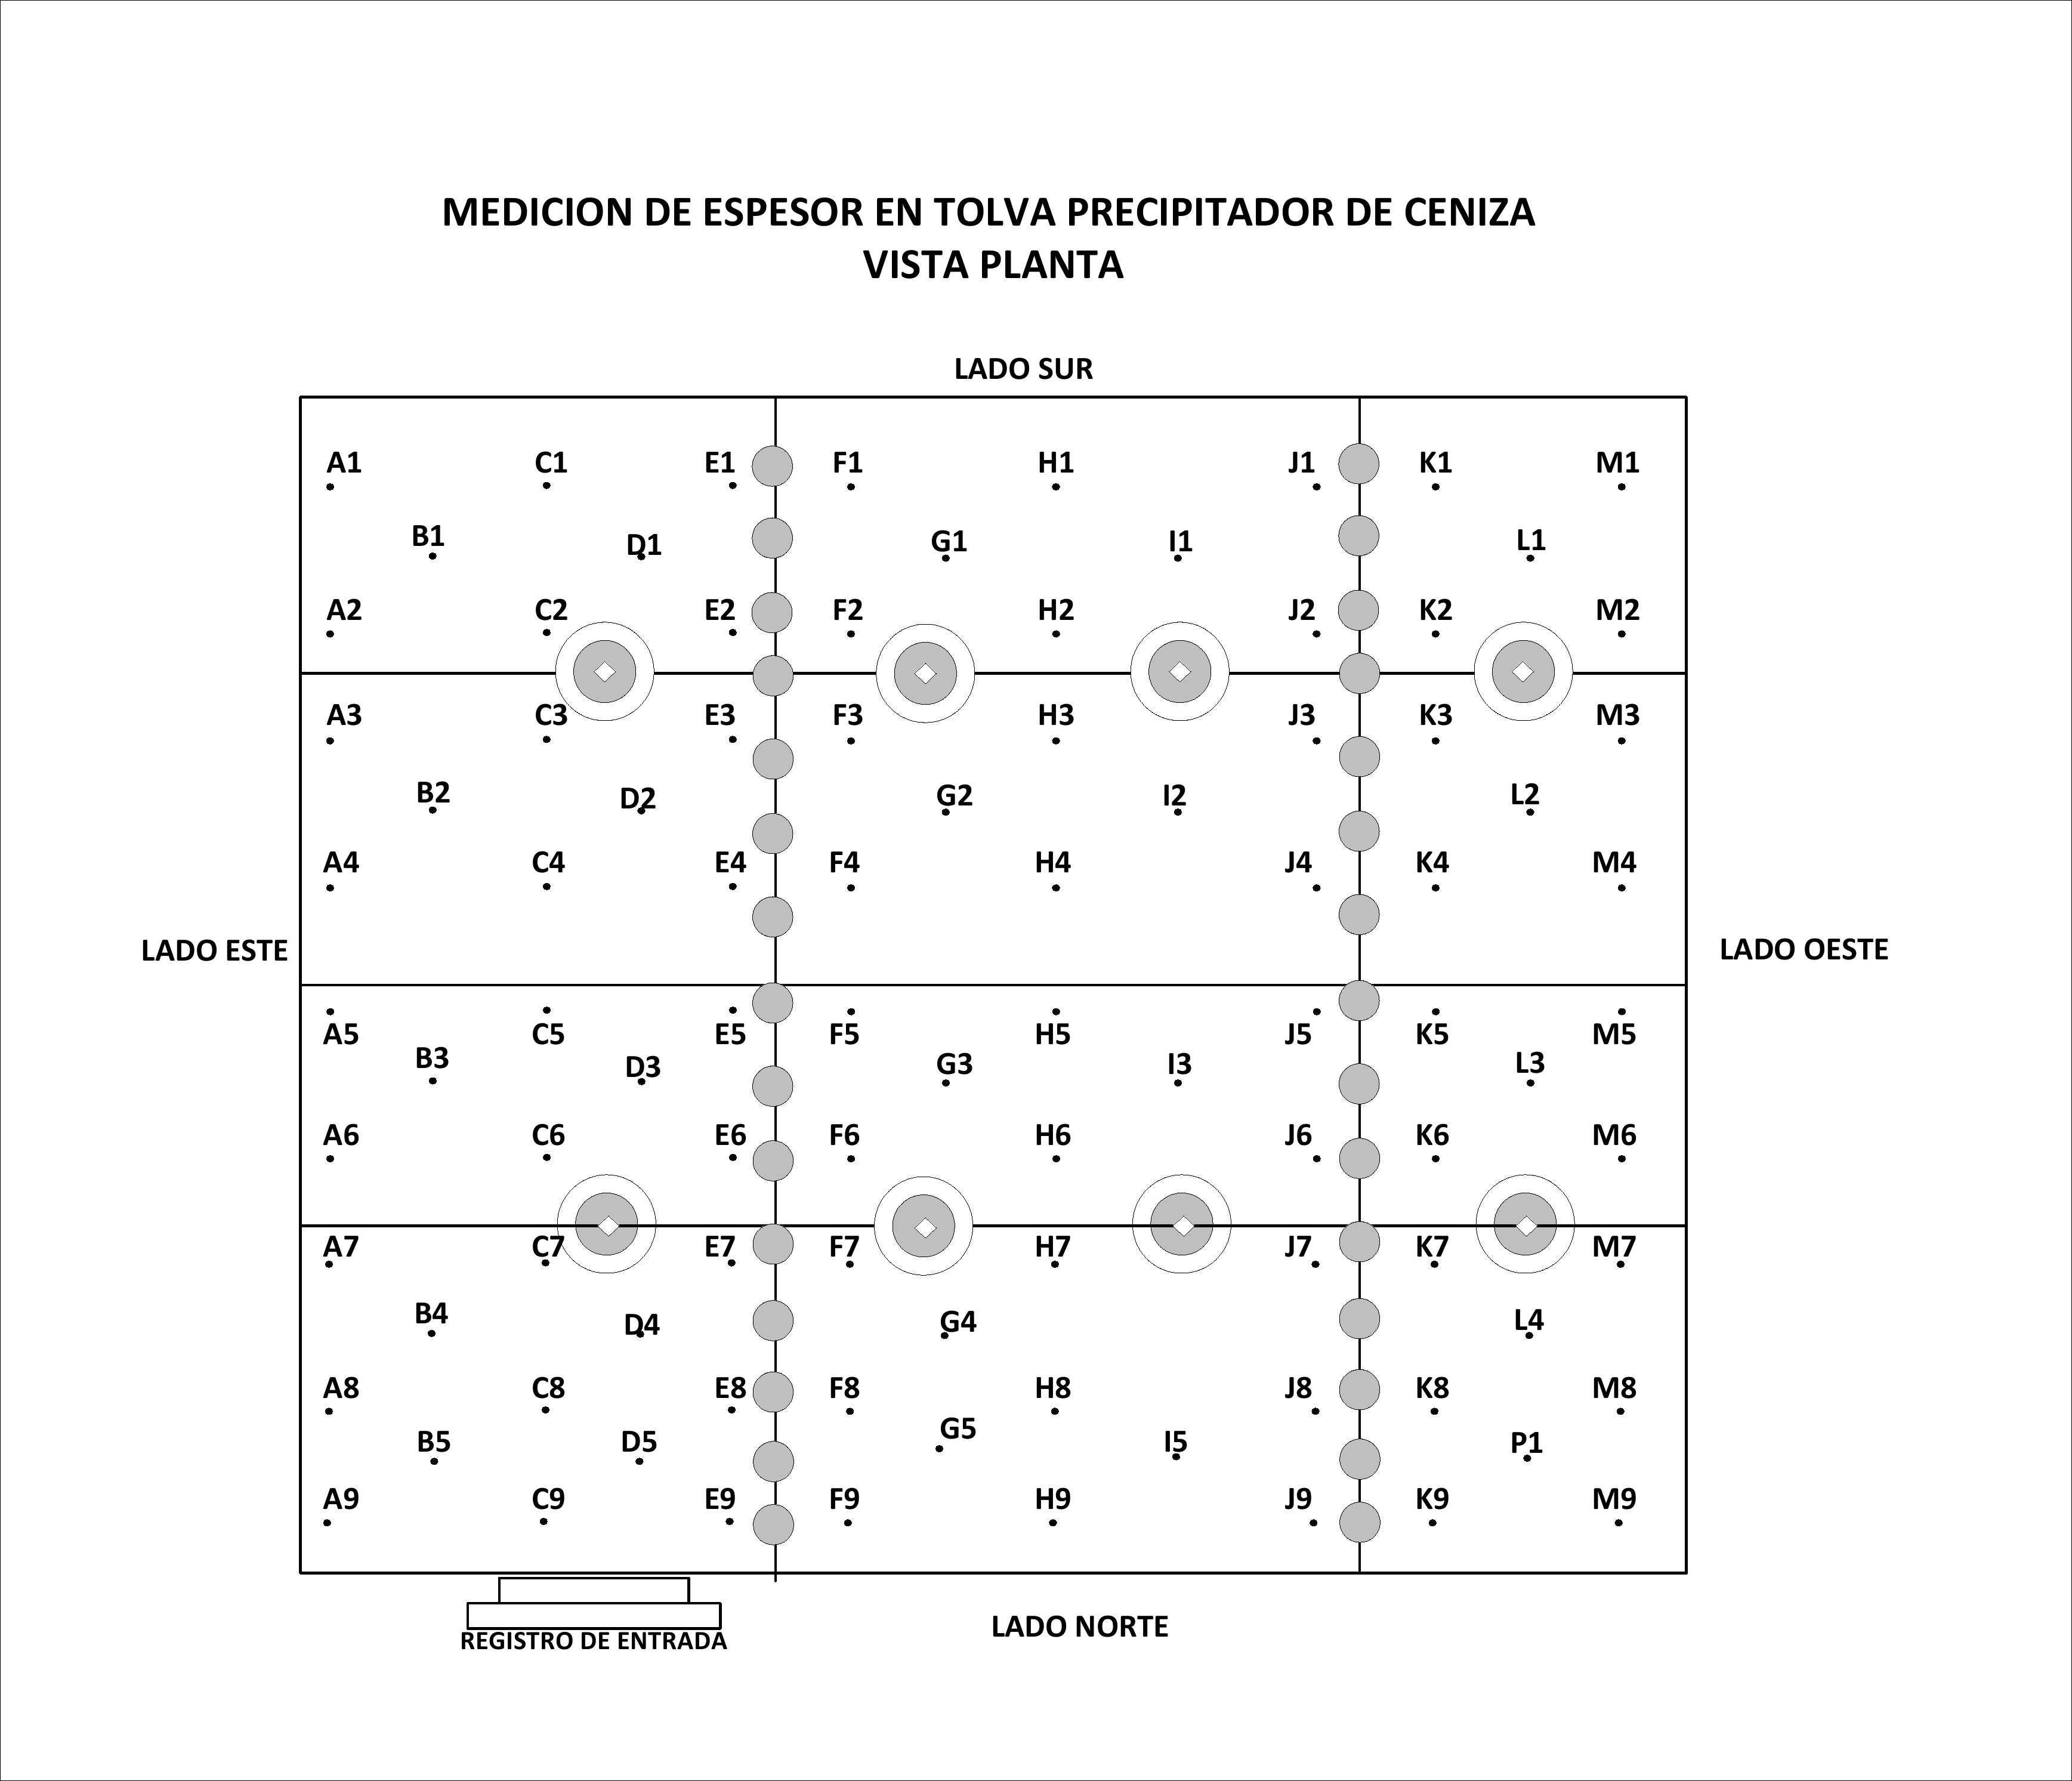 MEDICION DE ESPESOR EN TOLVA PRECIPITADOR DE CENIZA
VISTA PLANTA
LADO SUR
A1 C1 E1 F1 H1 J1 K1 M1
B1 D1 G1 I1 L1
A2 C2 E2 F2 H2 J2 K2 M2
A3 C3 E3 F3 H3 J3 K3 M3
B2 D2 G2 I2 L2
A4 C4 E4 F4 H4 J4 K4 M4
LADO ESTE
LADO OESTE
A5 C5 E5 F5 H5 J5 K5 M5
B3 D3 G3 I3 L3
A6 C6 E6 F6 H6 J6 K6 M6
A7 C7 E7 F7 H7 J7 K7 M7
B4 D4 G4 L4
A8 C8 E8 F8 H8 J8 K8 M8
B5 D5 G5 I5 P1
A9 C9 E9 F9 H9 J9 K9 M9
LADO NORTE
REGISTRO DE ENTRADA